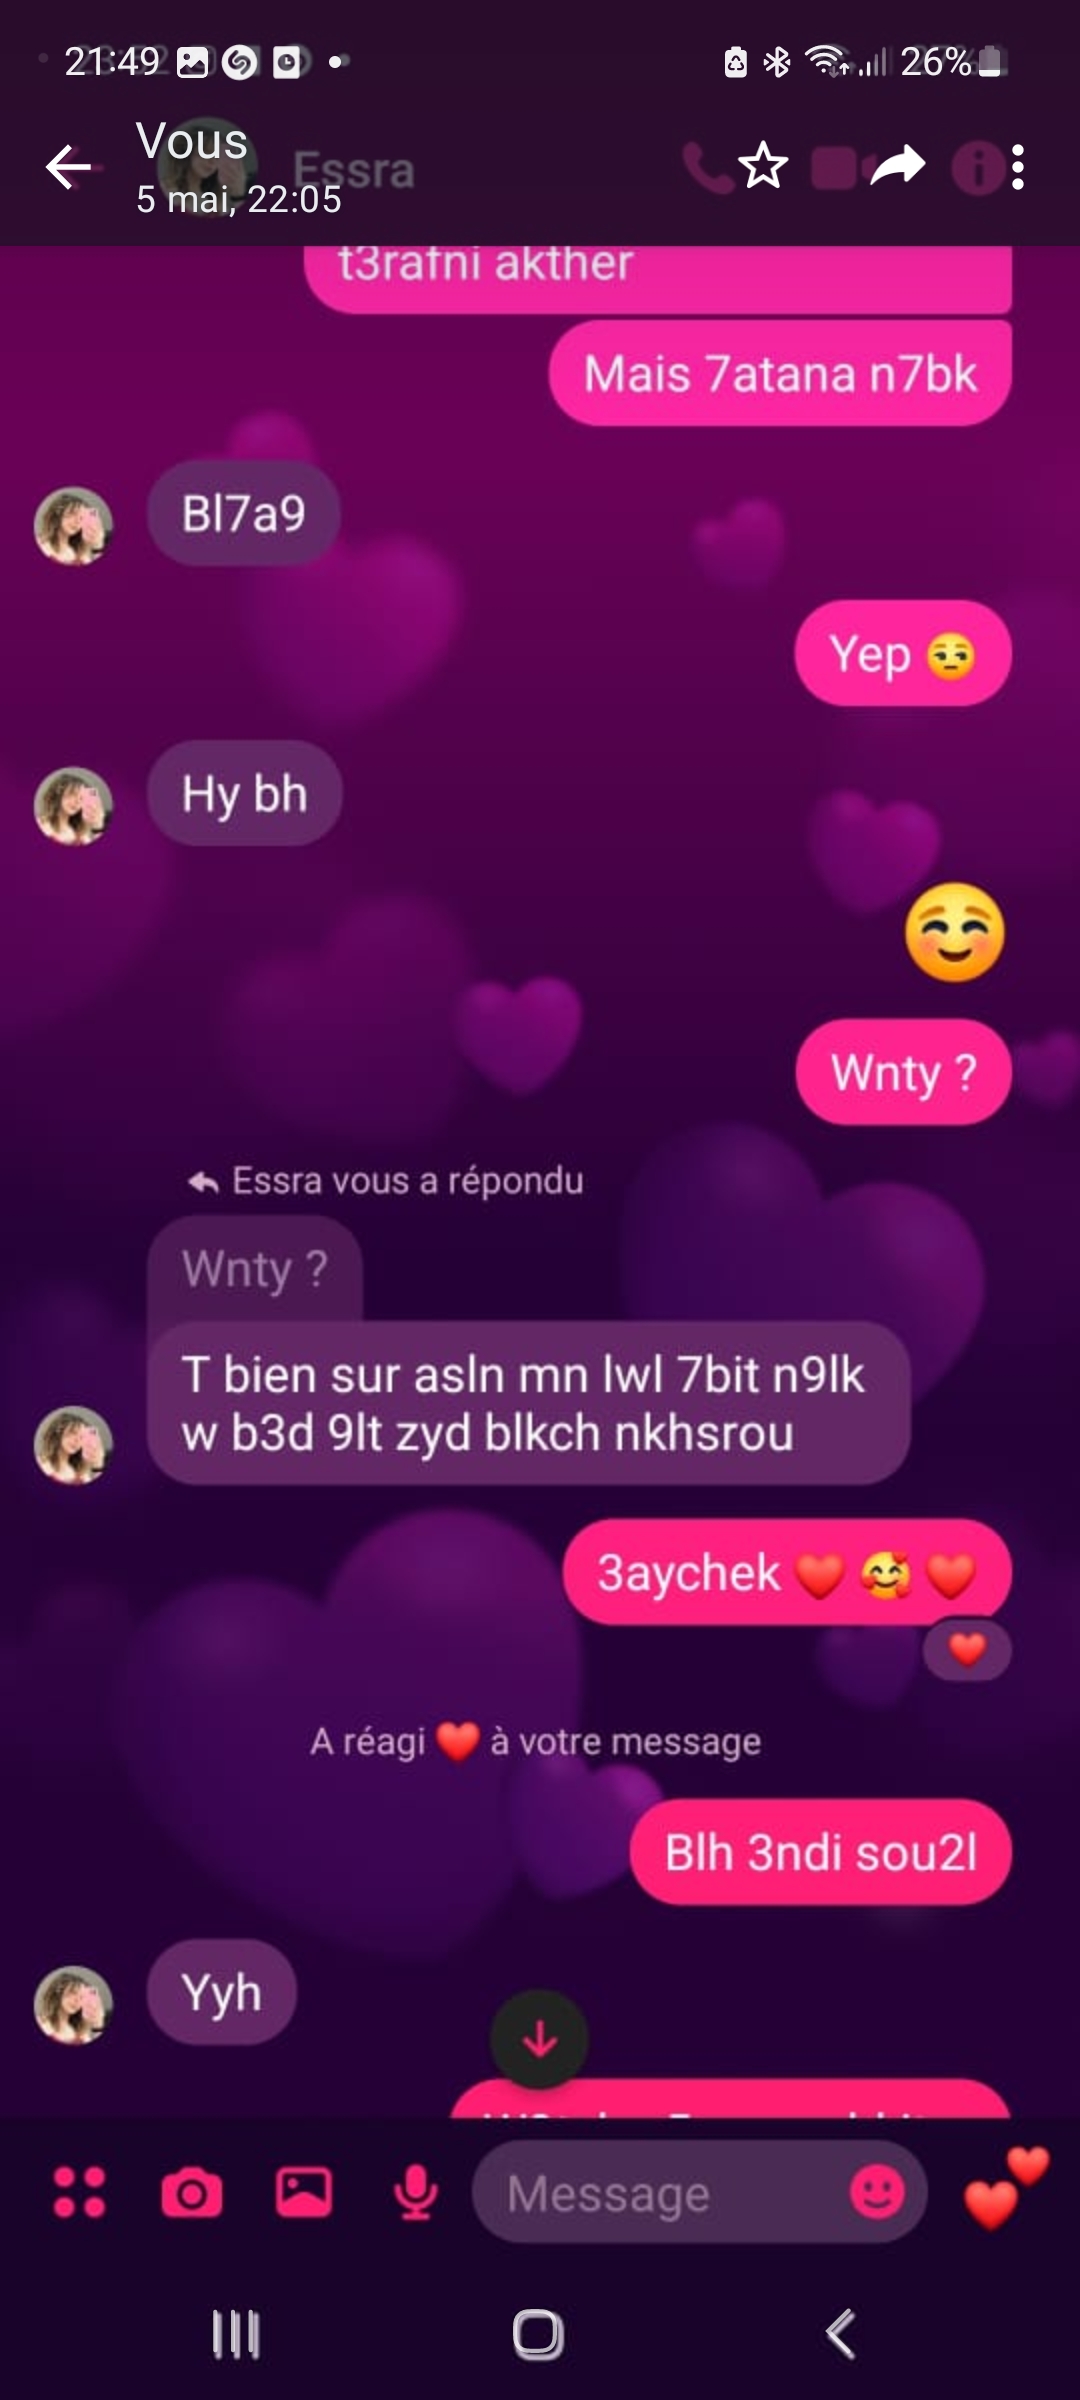 21:49
26%
Vous
Essra
5 mai, 22:05
t3rafni akther
Mais 7atana n7bk
Bl7a9
Yep 😒
Hy bh
☺️
Wnty ?
Essra vous a répondu
Wnty ?
T bien sur asln mn lwl 7bit n9lk
w b3d 9lt zyd blkch nkhsrou
3aychek ❤️ 🥰 ❤️
❤️
A réagi ❤️ à votre message
Blh 3ndi sou2l
Yyh
Message